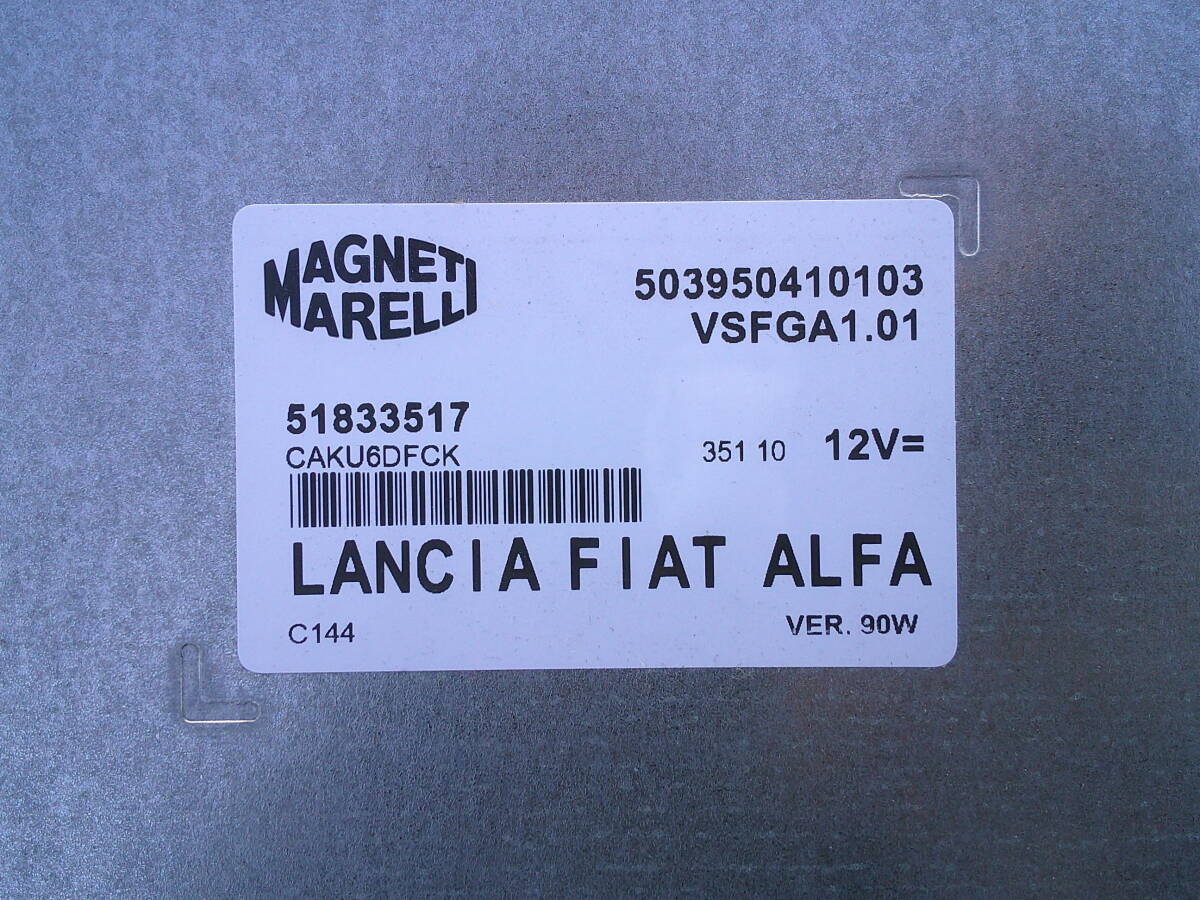 MAGNETI
MARELLI
503950410103
VSFGA1.01
51833517
CAKU6DFCK
351 10 12V=
LANCIA FIAT ALFA
C144 VER. 90W